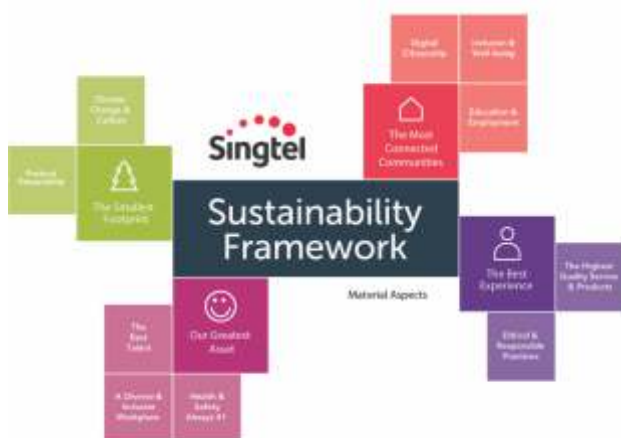 Digital
Citizenship
Inclusion &
Well-being
Climate
Change &
Carbon
Education &
Employment
Singtel
The Most
Connected
Communities
Product
The Smallest
Footprint
Sustainability
Framework
The Best
Experience
The Highest
Quality Service
& Products
Material Aspects
The
Best
Talent
Our Greatest
Asset
Ethical &
Responsible
Practices
A Diverse &
Inclusive
Workplace
Health &
Safety
Always #1